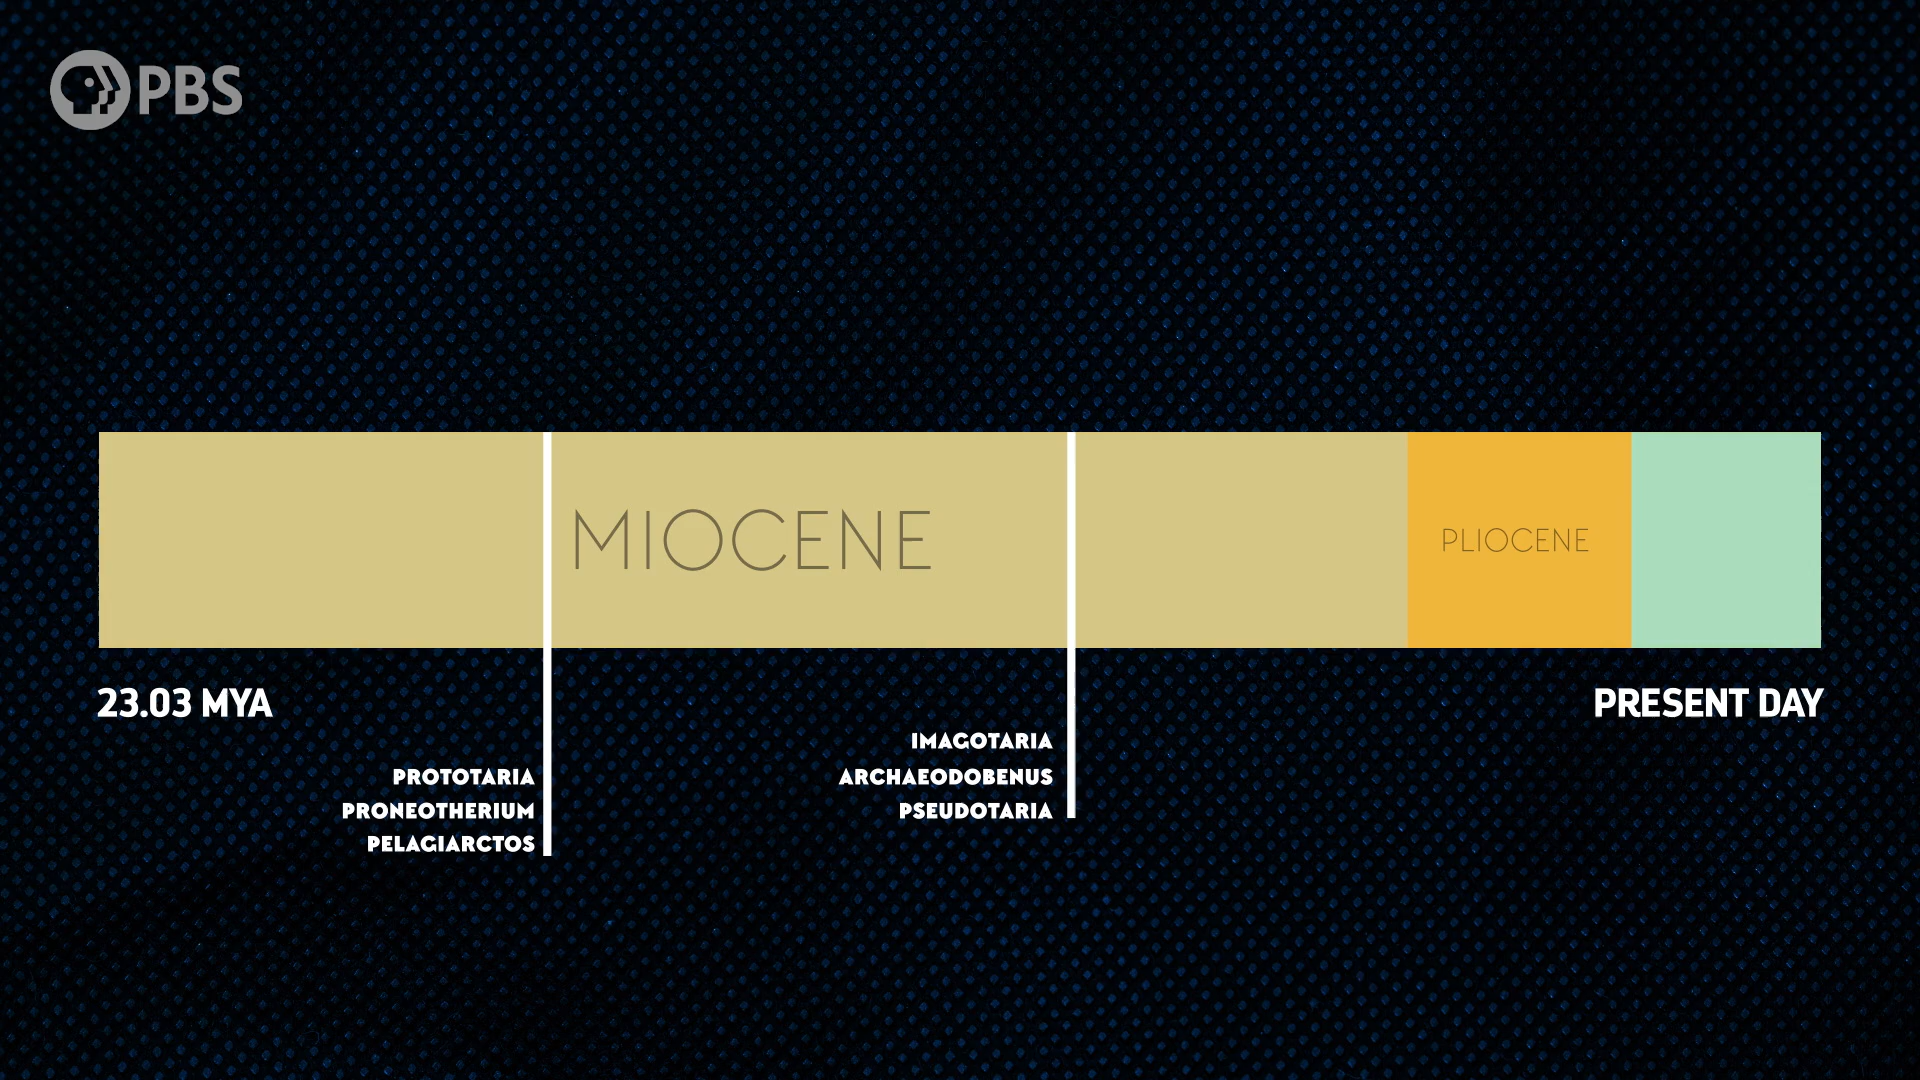 PBS
MIOCENE
PLIOCENE
23.03 MYA
PRESENT DAY
PROTOTARIA
PRONEOTHERIUM
PELAGIARCTOS
IMAGOTARIA
ARCHAEODOBENUS
PSEUDOTARIA